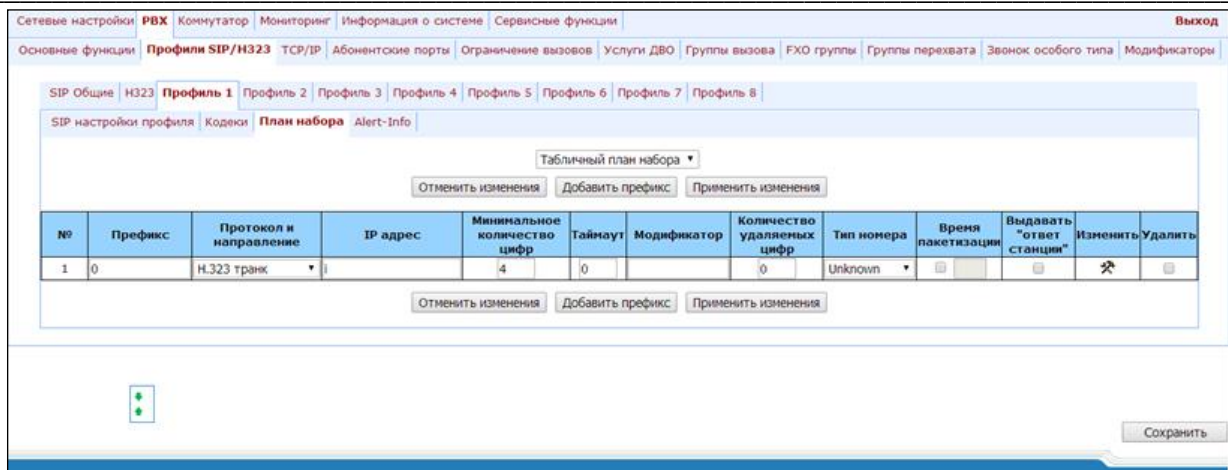 Сетевые настройки PBX Коммутатор Мониторинг Информация о системе Сервисные функции Выход
Основные функции Профили SIP/H323 TCP/IP Абонентские порты Ограничение вызовов Услуги ДВО Группы вызова FXO группы Группы перехвата Звонок особого типа Модификаторы
SIP Общие H323 Профиль 1 Профиль 2 Профиль 3 Профиль 4 Профиль 5 Профиль 6 Профиль 7 Профиль 8
SIP настройки профиля Кодеки План набора Alert-Info
Табличный план набора
Отменить изменения Добавить префикс Применить изменения
№ Префикс Протокол и направление IP адрес Минимальное количество цифр Таймаут Модификатор Количество удаляемых цифр Тип номера Время пакетизации Выдавать "ответ станции" Изменить Удалить
1 0 H.323 транк i 4 0 0 Unknown
Отменить изменения Добавить префикс Применить изменения
Сохранить